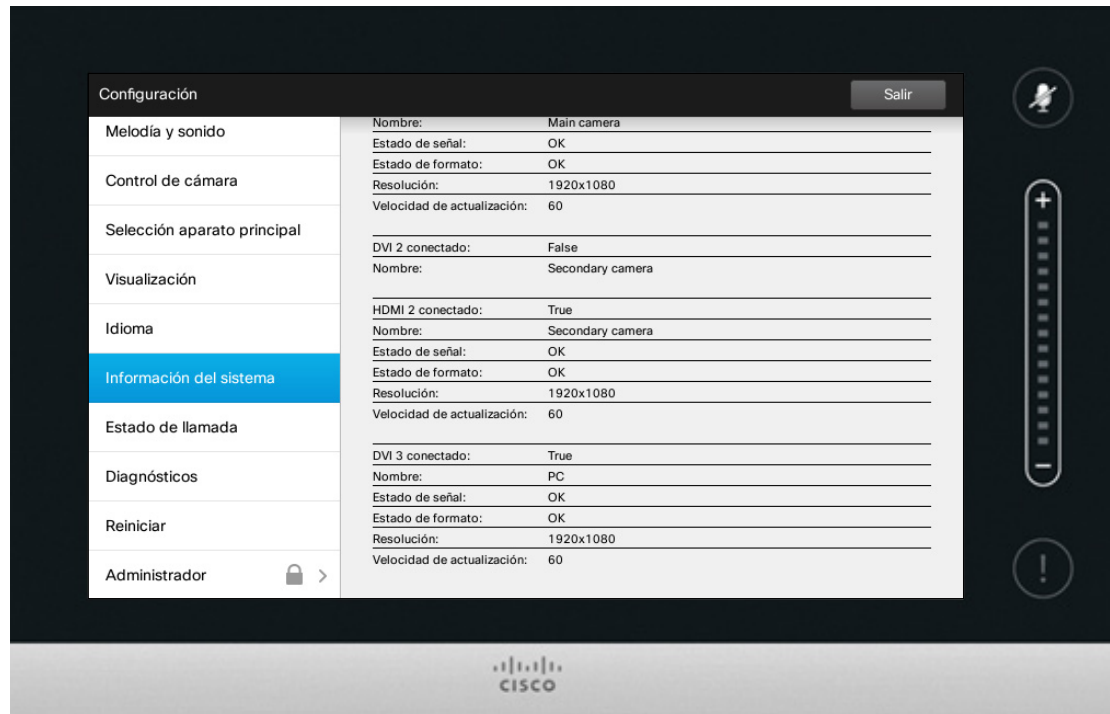 Configuración
Salir
Melodía y sonido
Control de cámara
Selección aparato principal
Visualización
Idioma
Información del sistema
Estado de llamada
Diagnósticos
Reiniciar
Administrador >
Nombre: Main camera
Estado de señal: OK
Estado de formato: OK
Resolución: 1920x1080
Velocidad de actualización: 60
DVI 2 conectado: False
Nombre: Secondary camera
HDMI 2 conectado: True
Nombre: Secondary camera
Estado de señal: OK
Estado de formato: OK
Resolución: 1920x1080
Velocidad de actualización: 60
DVI 3 conectado: True
Nombre: PC
Estado de señal: OK
Estado de formato: OK
Resolución: 1920x1080
Velocidad de actualización: 60
+
−
!
CISCO